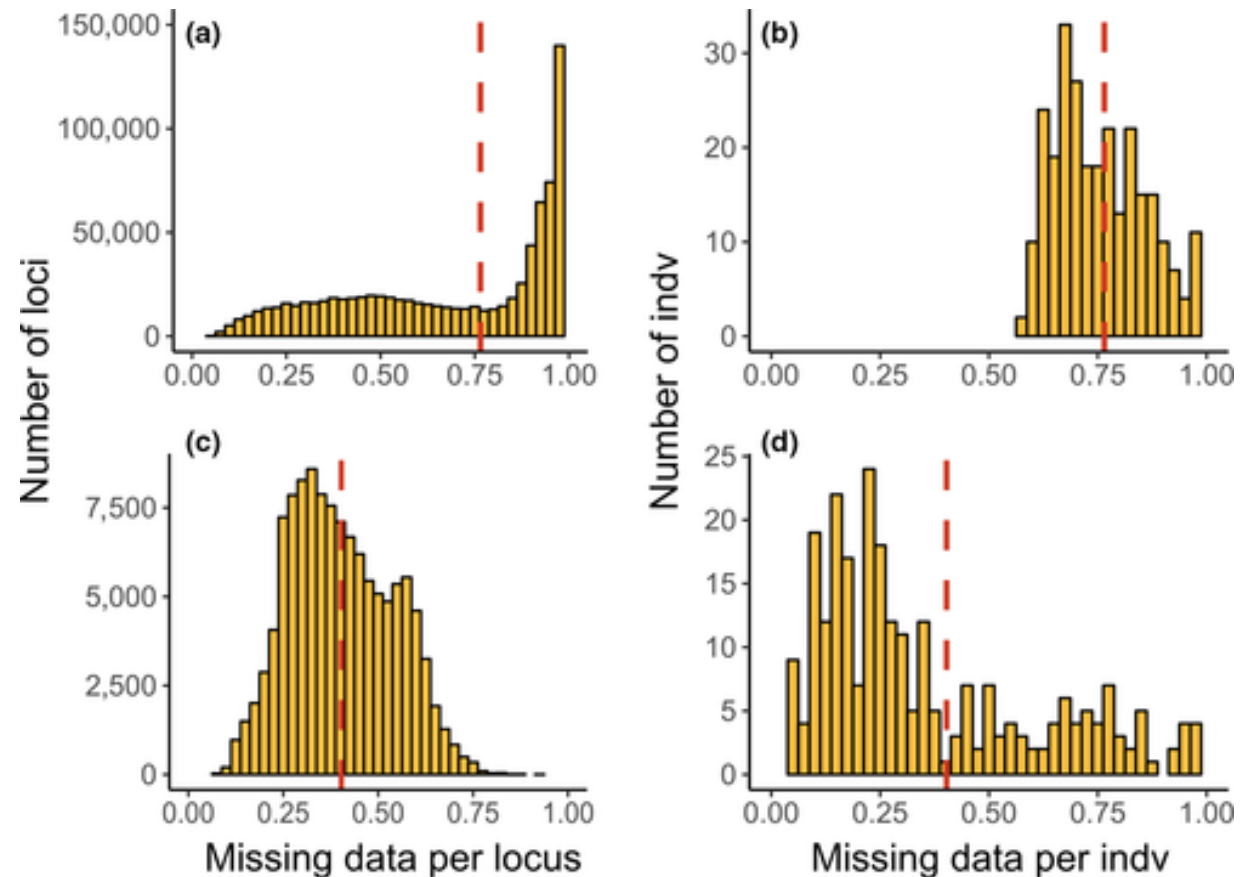 (a)
150,000
100,000
50,000
0
0.00 0.25 0.50 0.75 1.00
(b)
30
20
10
0
0.00 0.25 0.50 0.75 1.00
Number of loci
Number of indv
(c)
7,500
5,000
2,500
0
0.00 0.25 0.50 0.75 1.00
Missing data per locus
(d)
25
20
15
10
5
0
0.00 0.25 0.50 0.75 1.00
Missing data per indv